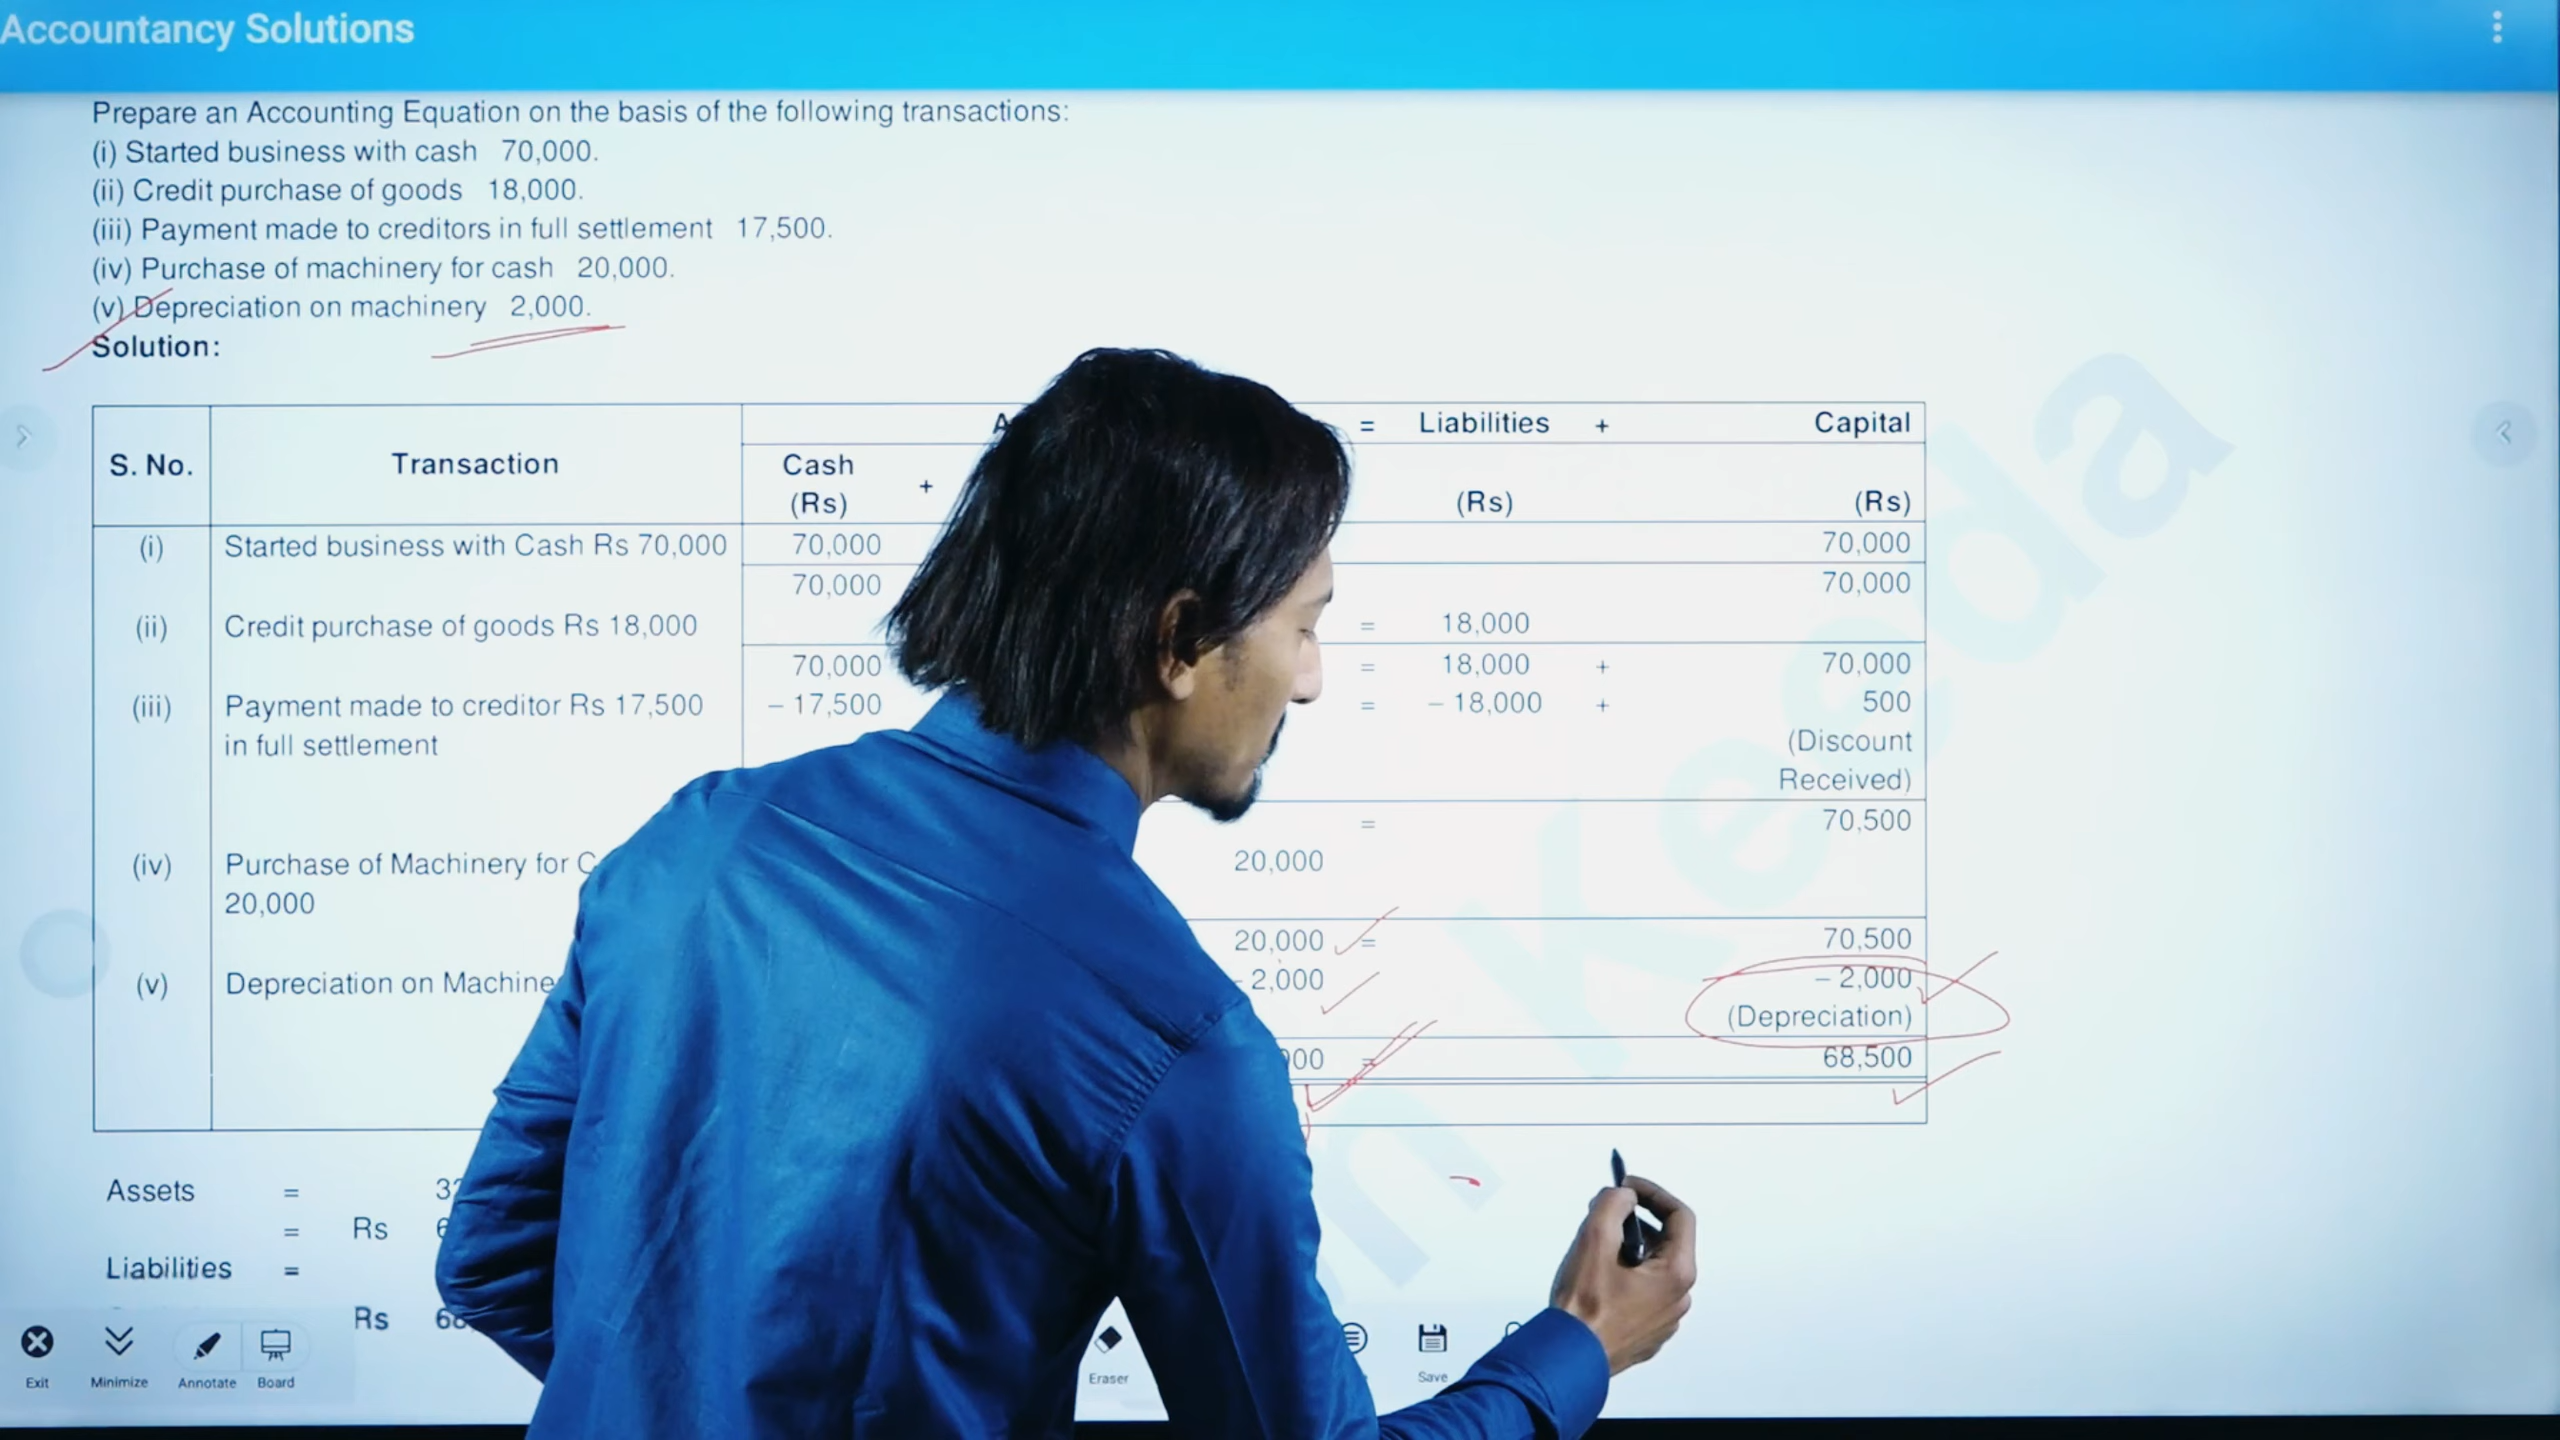 Accountancy Solutions
Prepare an Accounting Equation on the basis of the following transactions:
(i) Started business with cash 70,000.
(ii) Credit purchase of goods 18,000.
(iii) Payment made to creditors in full settlement 17,500.
(iv) Purchase of machinery for cash 20,000.
(v) Depreciation on machinery 2,000.
Solution:
= Liabilities + Capital
S. No. Transaction Cash +
(Rs) (Rs) (Rs)
(i) Started business with Cash Rs 70,000 70,000 70,000
70,000 70,000
(ii) Credit purchase of goods Rs 18,000 = 18,000
70,000 = 18,000 + 70,000
(iii) Payment made to creditor Rs 17,500 – 17,500 = – 18,000 + 500
in full settlement (Discount
Received)
= 70,500
(iv) Purchase of Machinery for 20,000
20,000
20,000 = 70,500
(v) Depreciation on 2,000 – 2,000
(Depreciation)
= 68,500
Assets =
= Rs
Liabilities =
Rs
Exit Minimize Annotate Board Eraser Save
Keeda